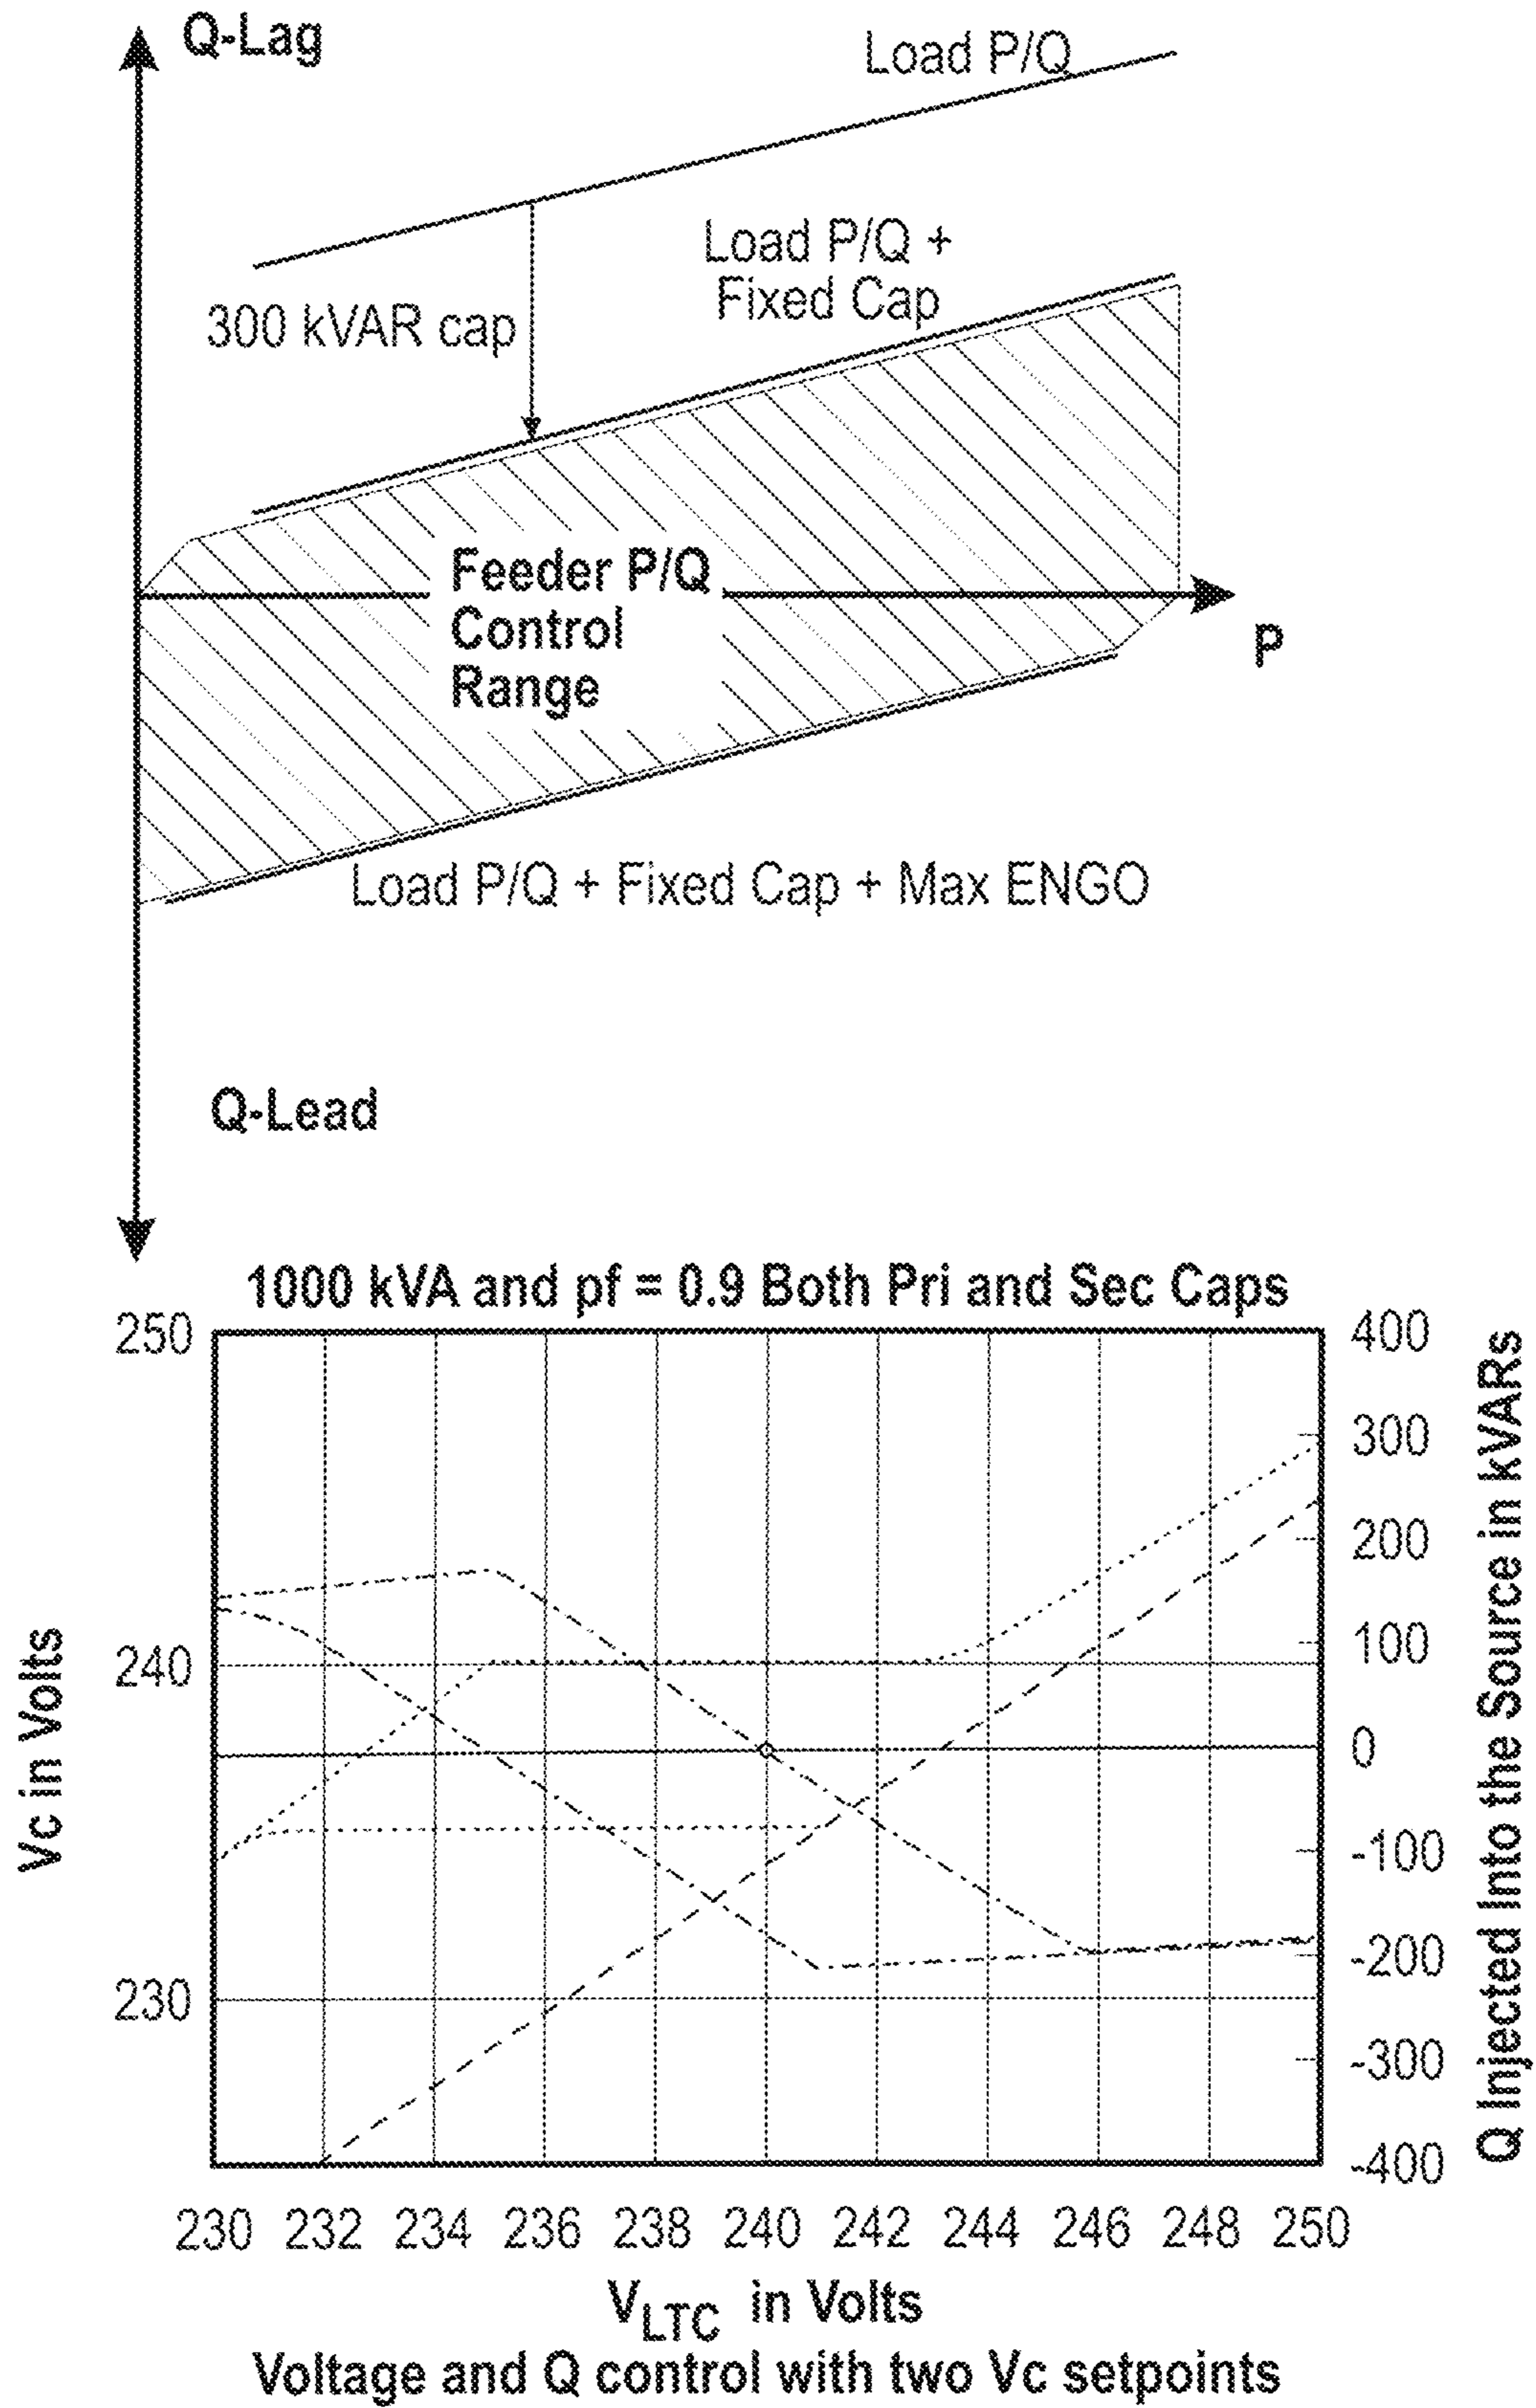 Q-Lag
Load P/Q
Load P/Q +
Fixed Cap
300 kVAR cap
Feeder P/Q
Control
Range
P
Load P/Q + Fixed Cap + Max ENGO
Q-Lead
1000 kVA and pf = 0.9 Both Pri and Sec Caps
250
240
230
Vc in Volts
400
300
200
100
0
-100
-200
-300
-400
Q Injected Into the Source in kVARs
230 232 234 236 238 240 242 244 246 248 250
VLTC in Volts
Voltage and Q control with two Vc setpoints